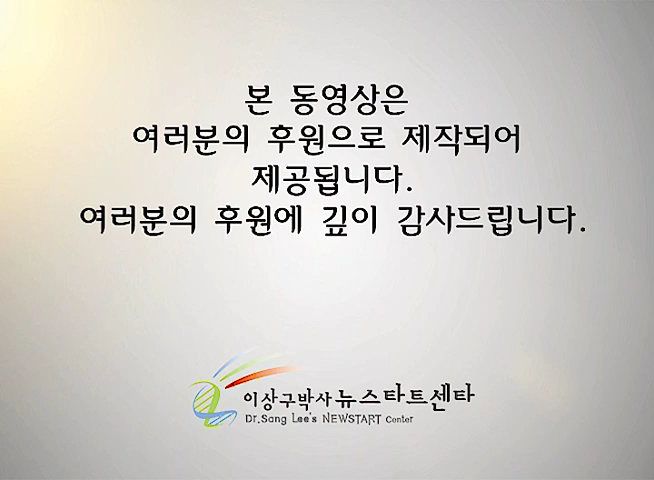 본 동영상은
여러분의 후원으로 제작되어
제공됩니다.
여러분의 후원에 깊이 감사드립니다.
이상구박사뉴스타트센타
Dr.Sang Lee's NEWSTART Center